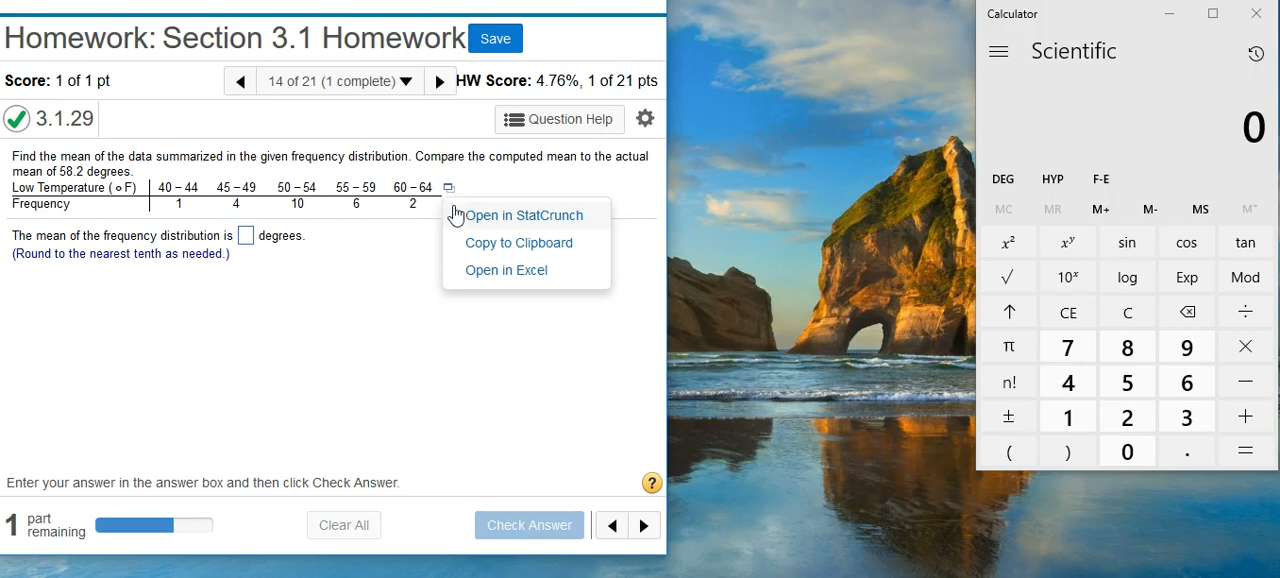 Homework: Section 3.1 Homework Save
Score: 1 of 1 pt 14 of 21 (1 complete) HW Score: 4.76%, 1 of 21 pts
3.1.29 Question Help
Find the mean of the data summarized in the given frequency distribution. Compare the computed mean to the actual
mean of 58.2 degrees.
Low Temperature (∘F) 40 – 44 45 – 49 50 – 54 55 – 59 60 – 64
Frequency 1 4 10 6 2
Open in StatCrunch
Copy to Clipboard
Open in Excel
The mean of the frequency distribution is degrees.
(Round to the nearest tenth as needed.)
Enter your answer in the answer box and then click Check Answer. ?
1 part remaining Clear All Check Answer
Calculator
Scientific
0
DEG HYP F-E
MC MR M+ M- MS M˅
x² xʸ sin cos tan
√ 10ˣ log Exp Mod
↑ CE C ⌫ ÷
π 7 8 9 ×
n! 4 5 6 −
± 1 2 3 +
( ) 0 . =